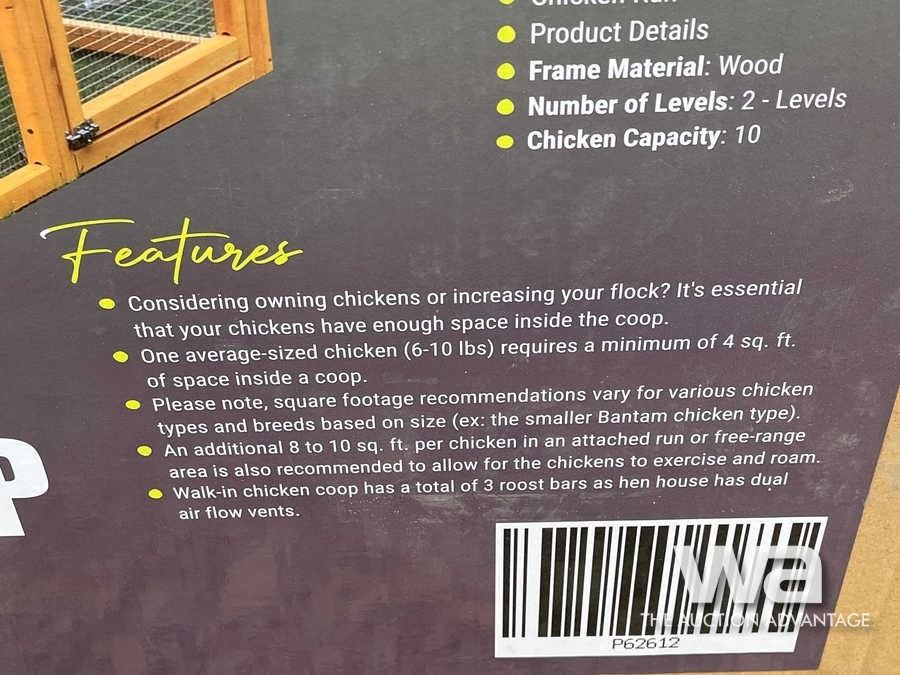 Chicken Run
Product Details
Frame Material: Wood
Number of Levels: 2 - Levels
Chicken Capacity: 10
Features
Considering owning chickens or increasing your flock? It's essential
that your chickens have enough space inside the coop.
One average-sized chicken (6-10 lbs) requires a minimum of 4 sq. ft.
of space inside a coop.
Please note, square footage recommendations vary for various chicken
types and breeds based on size (ex: the smaller Bantam chicken type).
An additional 8 to 10 sq. ft. per chicken in an attached run or free-range
area is also recommended to allow for the chickens to exercise and roam.
Walk-in chicken coop has a total of 3 roost bars as hen house has dual
air flow vents.
P
P62612
wa
THE AUCTION ADVANTAGE